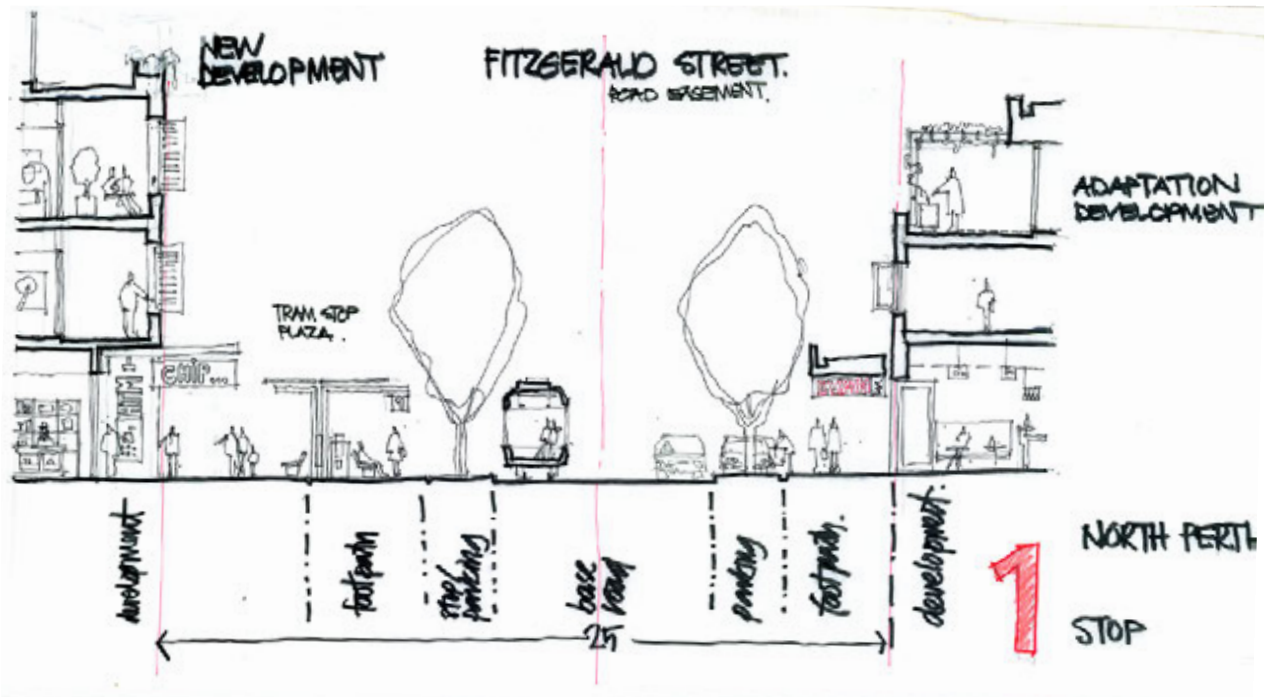 NEW
DEVELOPMENT
FITZGERALD STREET.
ROAD EASEMENT.
ADAPTATION
DEVELOPMENT
TRAM STOP
PLAZA.
CHIP...
development
footpath
stop/
parking
base
road
parking
footpath.
development.
25
1
NORTH PERTH
STOP